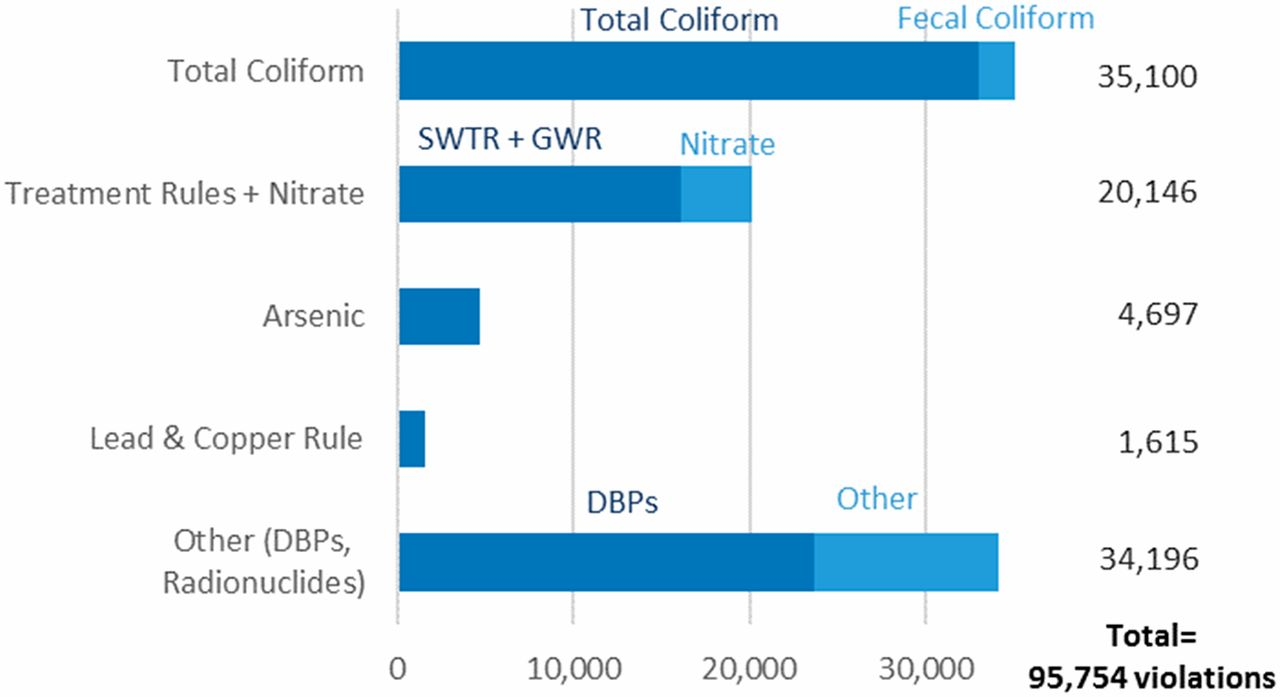 Total Coliform Fecal Coliform
Total Coliform 35,100
SWTR + GWR Nitrate
Treatment Rules + Nitrate 20,146
Arsenic 4,697
Lead & Copper Rule 1,615
DBPs Other
Other (DBPs,
Radionuclides) 34,196
0 10,000 20,000 30,000
Total=
95,754 violations